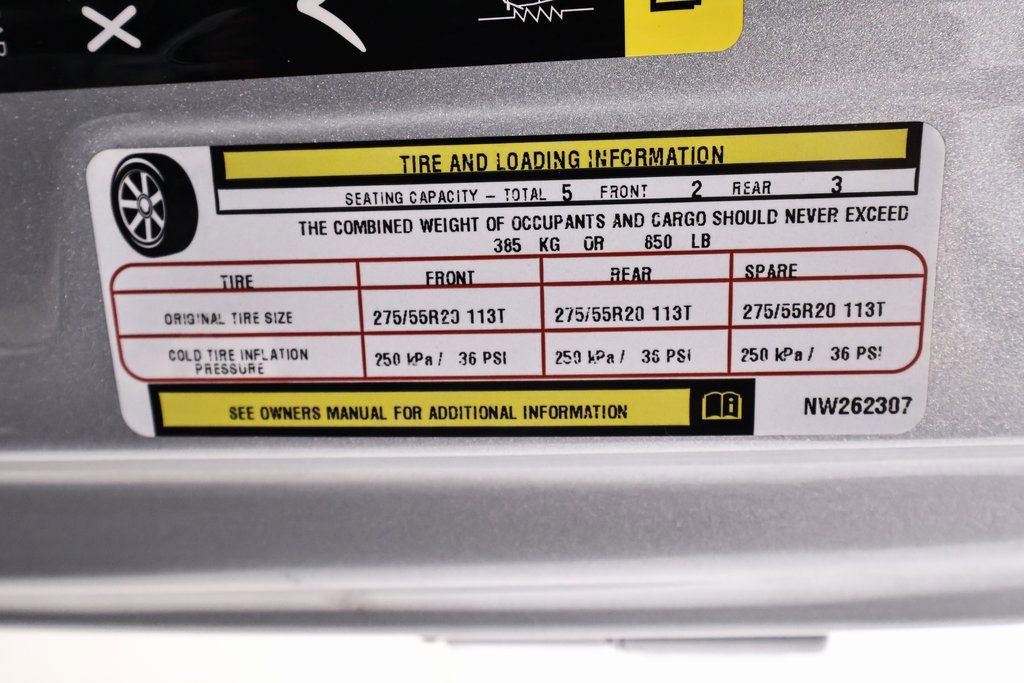 TIRE AND LOADING INFORMATION
SEATING CAPACITY – TOTAL 5 FRONT 2 REAR 3
THE COMBINED WEIGHT OF OCCUPANTS AND CARGO SHOULD NEVER EXCEED
385 KG OR 850 LB
TIRE FRONT REAR SPARE
ORIGINAL TIRE SIZE 275/55R20 113T 275/55R20 113T 275/55R20 113T
COLD TIRE INFLATION PRESSURE 250 kPa / 36 PSI 250 kPa / 36 PSI 250 kPa / 36 PSI
SEE OWNERS MANUAL FOR ADDITIONAL INFORMATION
NW262307